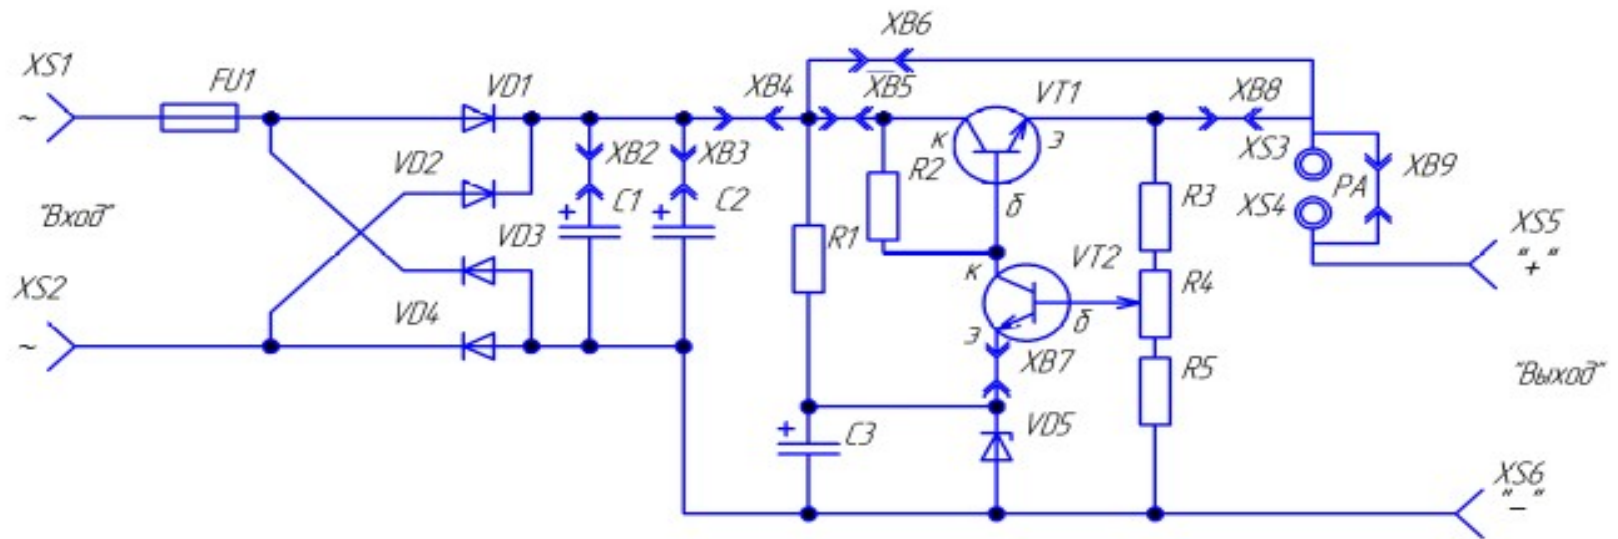 XS1
~
FU1
VD1
XB6
XB4
XB5
VT1
XB8
к
э
б
XB2
XB3
VD2
C1
C2
+
+
R2
R3
XS3
PA
XB9
XS4
"Вход"
VD3
R1
VT2
к
б
э
R4
XS5
"+"
XS2
~
VD4
XB7
R5
"Выход"
+
C3
VD5
XS6
"–"